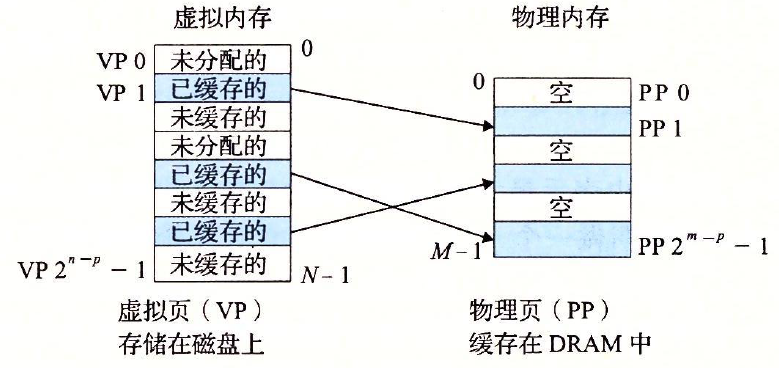 虚拟内存
VP 0 未分配的 0
VP 1 已缓存的
未缓存的
未分配的
已缓存的
未缓存的
已缓存的
VP 2ⁿ⁻ᵖ − 1 未缓存的 N−1
虚拟页（VP）
存储在磁盘上
物理内存
0 空 PP 0
PP 1
空
空
M−1 PP 2ᵐ⁻ᵖ − 1
物理页（PP）
缓存在 DRAM 中